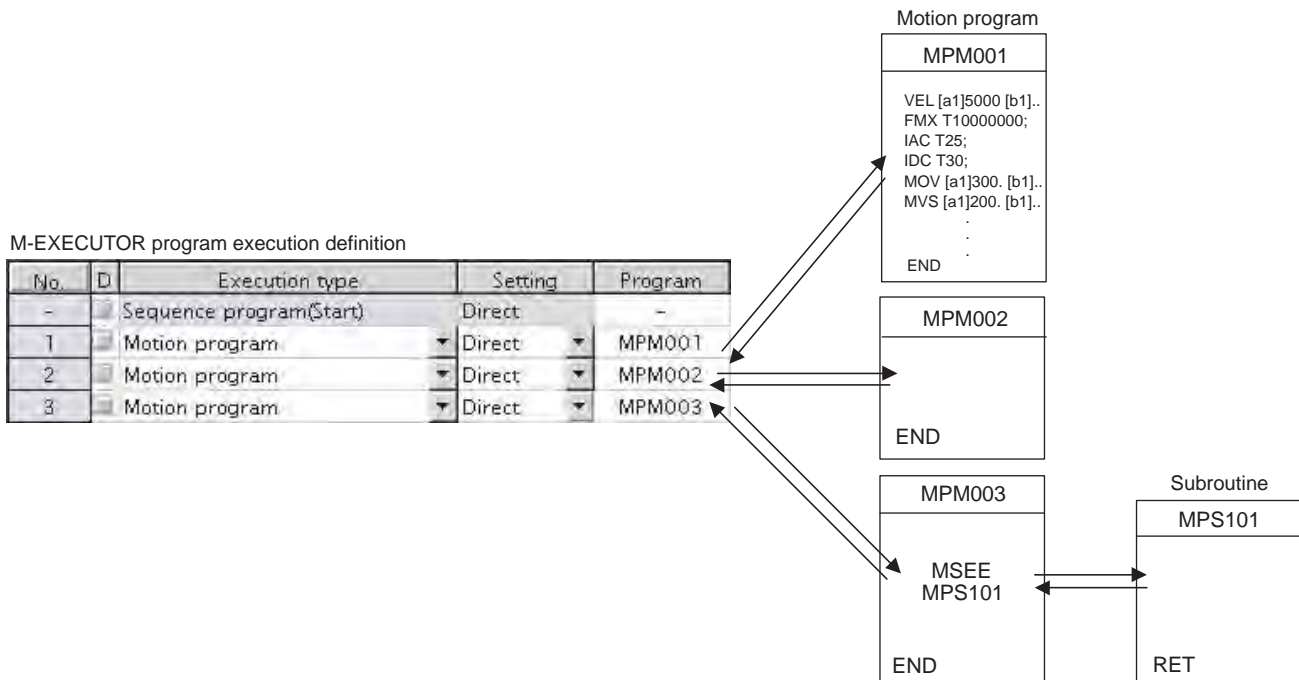 Motion program
MPM001
VEL [a1]5000 [b1]..
FMX T10000000;
IAC T25;
IDC T30;
MOV [a1]300. [b1]..
MVS [a1]200. [b1]..
.
.
.
END
M-EXECUTOR program execution definition
No. D Execution type Setting Program
- Sequence program(Start) Direct -
1 Motion program Direct MPM001
2 Motion program Direct MPM002
3 Motion program Direct MPM003
MPM002
END
MPM003
MSEE
MPS101
END
Subroutine
MPS101
RET